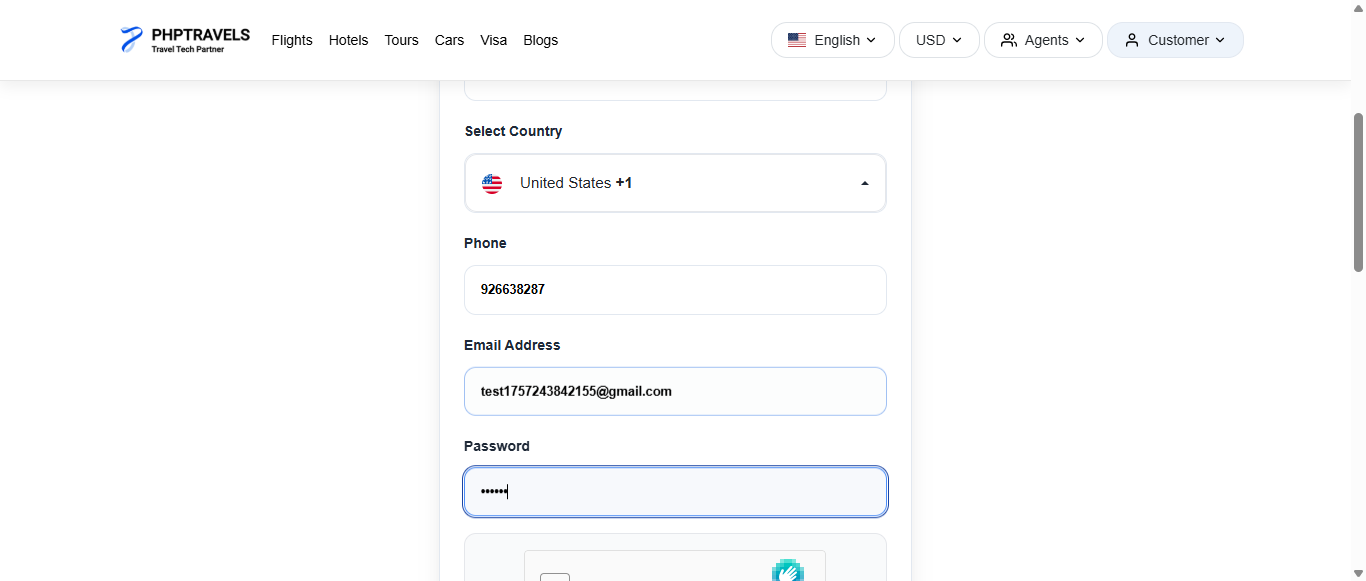 PHPTRAVELS
Travel Tech Partner
Flights Hotels Tours Cars Visa Blogs
English USD Agents Customer
Select Country
United States +1
Phone
926638287
Email Address
test1757243842155@gmail.com
Password
••••••